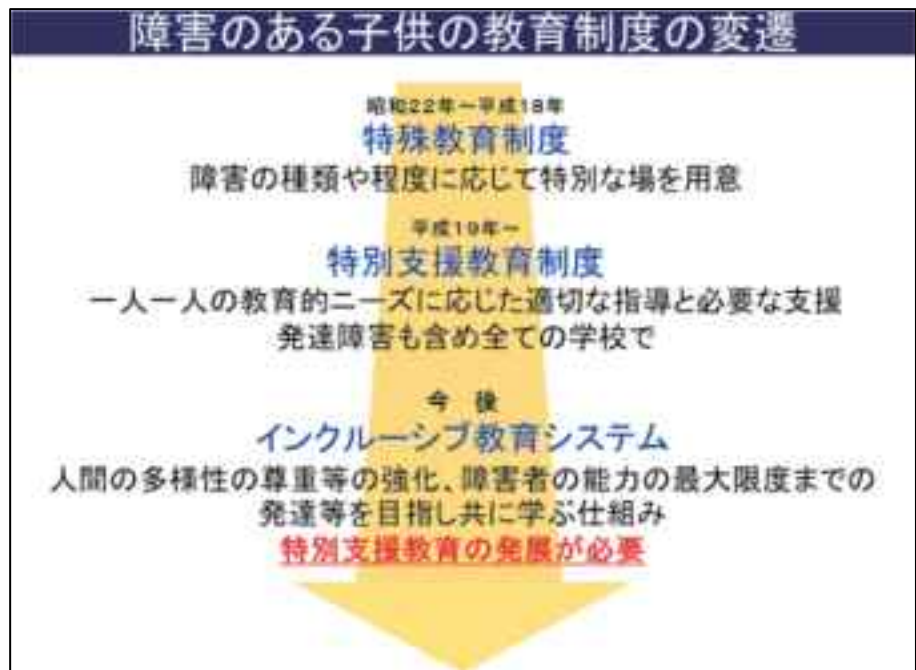 障害のある子供の教育制度の変遷
昭和22年～平成18年
特殊教育制度
障害の種類や程度に応じて特別な場を用意
平成19年～
特別支援教育制度
一人一人の教育的ニーズに応じた適切な指導と必要な支援
発達障害も含め全ての学校で
今 後
インクルーシブ教育システム
人間の多様性の尊重等の強化、障害者の能力の最大限度までの
発達等を目指し共に学ぶ仕組み
特別支援教育の発展が必要